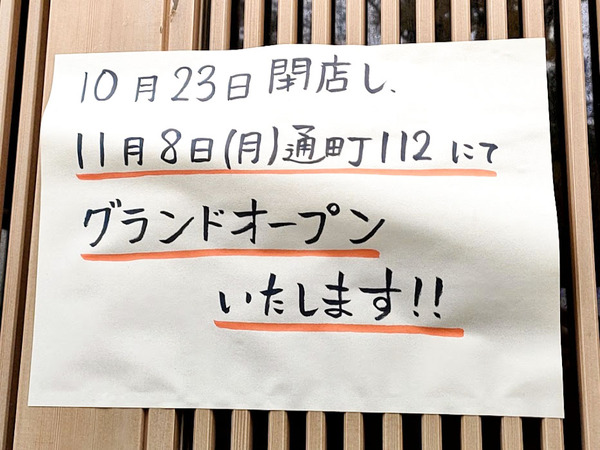 10月23日閉店し、
11月8日(月)通町112にて
グランドオープン
いたします!!